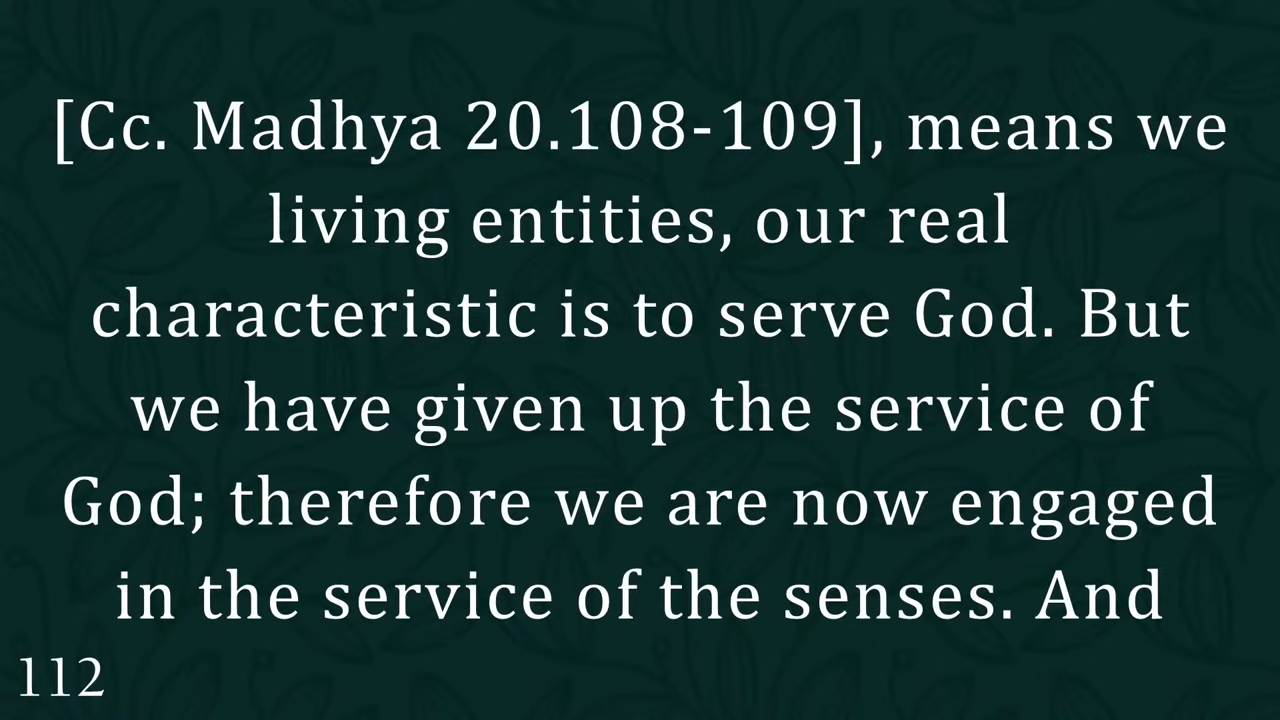 [Cc. Madhya 20.108-109], means we
living entities, our real
characteristic is to serve God. But
we have given up the service of
God; therefore we are now engaged
in the service of the senses. And
112